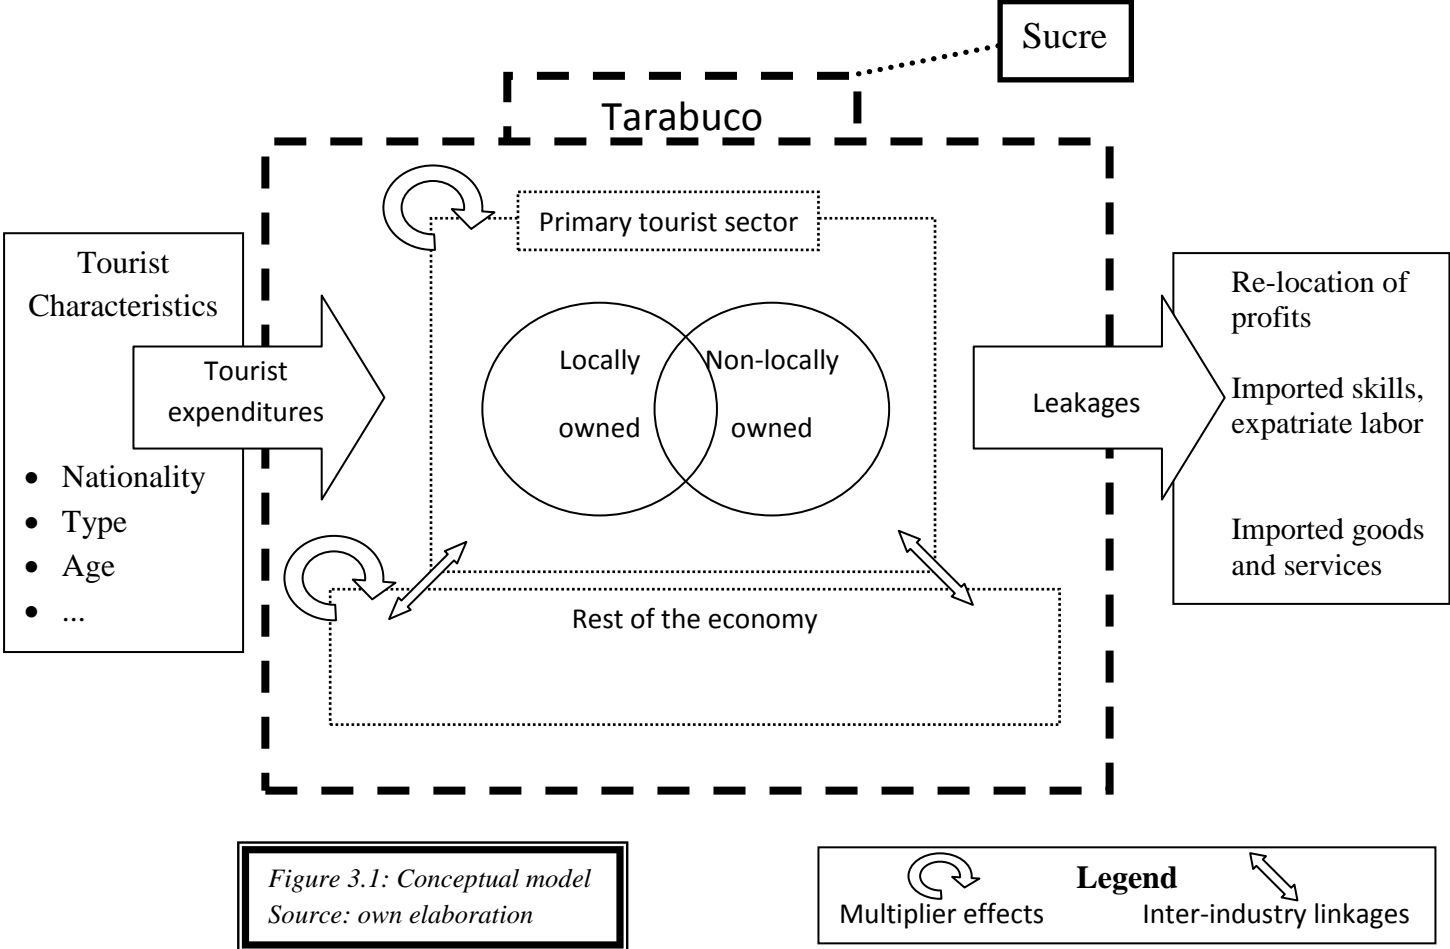 Sucre
Tarabuco
Primary tourist sector
Tourist
Characteristics
Tourist
expenditures
• Nationality
• Type
• Age
• ...
Locally
owned
Non-locally
owned
Leakages
Re-location of
profits
Imported skills,
expatriate labor
Imported goods
and services
Rest of the economy
Figure 3.1: Conceptual model
Source: own elaboration
Legend
Multiplier effects
Inter-industry linkages